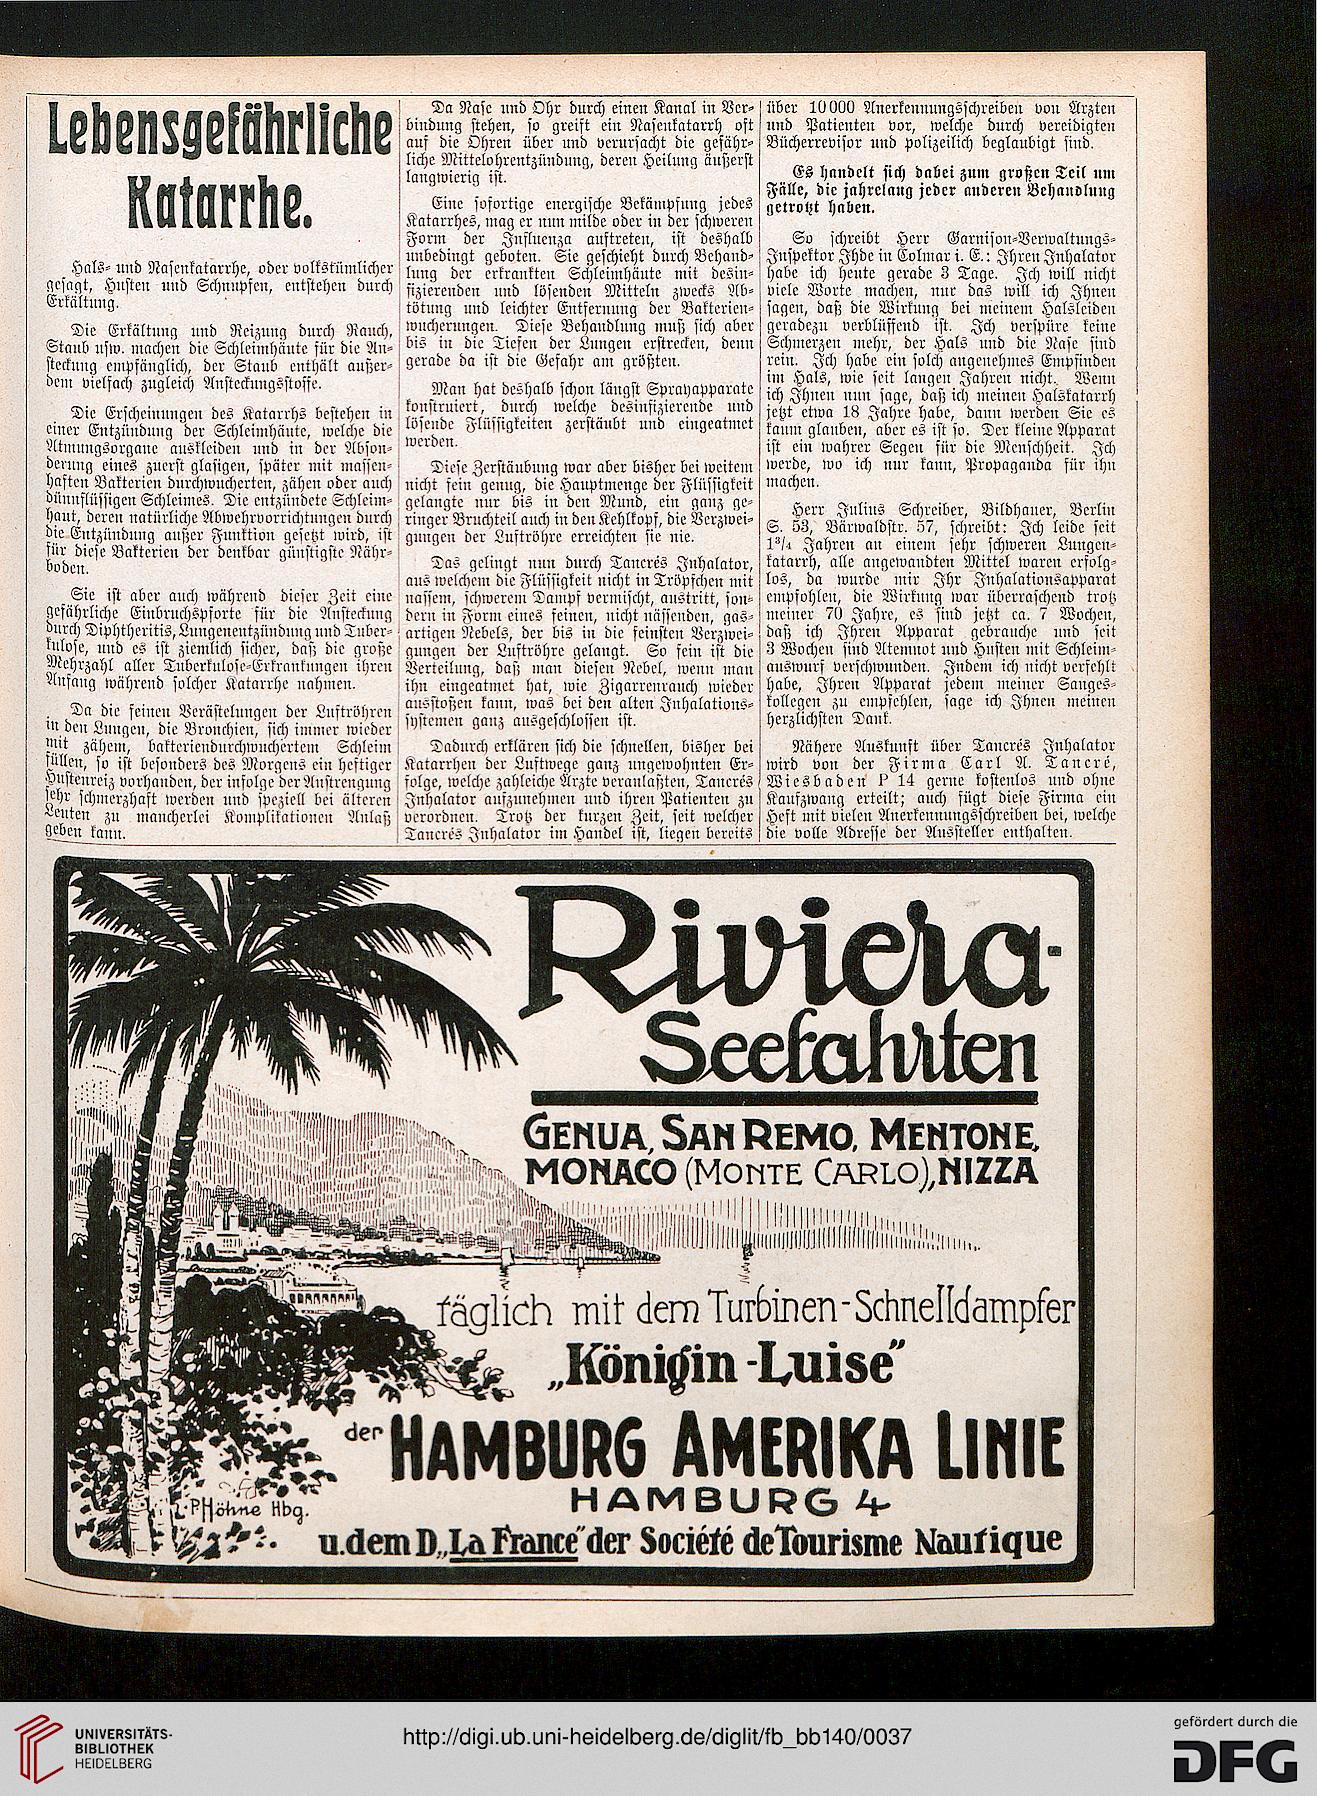 Lebensgefährliche
Katarrhe.
Hals- und Nasenkatarrhe, oder volkstümlicher
gesagt, Husten und Schnupfen, entstehen durch
Erkältung.
Die Erkältung und Reizung durch Rauch,
Staub usw. machen die Schleimhäute für die An-
steckung empfänglich, der Staub enthält außer-
dem vielfach zugleich Ansteckungsstoffe.
Die Erscheinungen des Katarrhs bestehen in
einer Entzündung der Schleimhäute, welche die
Atmungsorgane auskleiden und in der Abson-
derung eines zuerst glasigen, später mit massen-
haften Bakterien durchwucherten, zähen oder auch
dünnflüssigen Schleimes. Die entzündete Schleim-
haut, deren natürliche Abwehrvorrichtungen durch
die Entzündung außer Funktion gesetzt wird, ist
für diese Bakterien der denkbar günstigste Nähr-
boden.
Sie ist aber auch während dieser Zeit eine
gefährliche Einbruchspforte für die Ansteckung
durch Diphtheritis, Lungenentzündung und Tuber-
kulose, und es ist ziemlich sicher, daß die große
Mehrzahl aller Tuberkulose-Erkrankungen ihren
Anfang während solcher Katarrhe nahmen.
Da die feinen Verästelungen der Luftröhren
in den Lungen, die Bronchien, sich immer wieder
mit zähem, bakteriendurchwuchertem Schleim
füllen, so ist besonders des Morgens ein heftiger
Hustenreiz vorhanden, der infolge der Anstrengung
sehr schmerzhaft werden und speziell bei älteren
Leuten zu mancherlei Komplikationen Anlaß
geben kann.
Da Nase und Ohr durch einen Kanal in Ver-
bindung stehen, so greift ein Nasenkatarrh oft
auf die Ohren über und verursacht die gefähr-
liche Mittelohrentzündung, deren Heilung äußerst
langwierig ist.
Eine sofortige energische Bekämpfung jedes
Katarrhes, mag er nun milde oder in der schweren
Form der Influenza auftreten, ist deshalb
unbedingt geboten. Sie geschieht durch Behand-
lung der erkrankten Schleimhäute mit desin-
fizierenden und lösenden Mitteln zwecks Ab-
tötung und leichter Entfernung der Bakterien-
wucherungen. Diese Behandlung muß sich aber
bis in die Tiefen der Lungen erstrecken, denn
gerade da ist die Gefahr am größten.
Man hat deshalb schon längst Sprayapparate
konstruiert, durch welche desinfizierende und
lösende Flüssigkeiten zerstäubt und eingeatmet
werden.
Diese Zerstäubung war aber bisher bei weitem
nicht fein genug, die Hauptmenge der Flüssigkeit
gelangte nur bis in den Mund, ein ganz ge-
ringer Bruchteil auch in den Kehlkopf, die Verzwei-
gungen der Luftröhre erreichten sie nie.
Das gelingt nun durch Tancrés Inhalator,
aus welchem die Flüssigkeit nicht in Tröpfchen mit
nassem, schwerem Dampf vermischt, austritt, son-
dern in Form eines feinen, nicht nässenden, gas-
artigen Nebels, der bis in die feinsten Verzwei-
gungen der Luftröhre gelangt. So fein ist die
Verteilung, daß man diesen Nebel, wenn man
ihn eingeatmet hat, wie Zigarrenrauch wieder
ausstoßen kann, was bei den alten Inhalations-
systemen ganz ausgeschlossen ist.
Dadurch erklären sich die schnellen, bisher bei
Katarrhen der Luftwege ganz ungewohnten Er-
folge, welche zahleiche Ärzte veranlaßten, Tancrés
Inhalator aufzunehmen und ihren Patienten zu
verordnen. Trotz der kurzen Zeit, seit welcher
Tancrés Inhalator im Handel ist, liegen bereits
über 10000 Anerkennungsschreiben von Ärzten
und Patienten vor, welche durch vereidigten
Bücherrevisor und polizeilich beglaubigt sind.
Es handelt sich dabei zum großen Teil um
Fälle, die jahrelang jeder anderen Behandlung
getrotzt haben.
So schreibt Herr Garnison-Verwaltungs-
Inspektor Ihde in Colmar i. E.: Ihren Inhalator
habe ich heute gerade 3 Tage. Ich will nicht
viele Worte machen, nur das will ich Ihnen
sagen, daß die Wirkung bei meinem Halsleiden
geradezu verblüffend ist. Ich verspüre keine
Schmerzen mehr, der Hals und die Nase sind
rein. Ich habe ein solch angenehmes Empfinden
im Hals, wie seit langen Jahren nicht. Wenn
ich Ihnen nun sage, daß ich meinen Halskatarrh
jetzt etwa 18 Jahre habe, dann werden Sie es
kaum glauben, aber es ist so. Der kleine Apparat
ist ein wahrer Segen für die Menschheit. Ich
werde, wo ich nur kann, Propaganda für ihn
machen.
Herr Julius Schreiber, Bildhauer, Berlin
S. 53, Bärwaldstr. 57, schreibt: Ich leide seit
1³/₄ Jahren an einem sehr schweren Lungen-
katarrh, alle angewandten Mittel waren erfolg-
los, da wurde mir Ihr Inhalationsapparat
empfohlen, die Wirkung war überraschend trotz
meiner 70 Jahre, es sind jetzt ca. 7 Wochen,
daß ich Ihren Apparat gebrauche und seit
3 Wochen sind Atemnot und Husten mit Schleim-
auswurf verschwunden. Indem ich nicht verfehlt
habe, Ihren Apparat jedem meiner Sanges-
kollegen zu empfehlen, sage ich Ihnen meinen
herzlichsten Dank.
Nähere Auskunft über Tancrés Inhalator
wird von der Firma Carl A. Tancré,
Wiesbaden P 14 gerne kostenlos und ohne
Kaufzwang erteilt; auch fügt diese Firma ein
Heft mit vielen Anerkennungsschreiben bei, welche
die volle Adresse der Aussteller enthalten.
Riviera-
Seefahrten
GENUA, SAN REMO, MENTONE,
MONACO (MONTE CARLO), NIZZA
täglich mit dem Turbinen-Schnelldampfer
„Königin-Luise"
der HAMBURG AMERIKA LINIE
HAMBURG 4
P Höhne Hbg.
u. dem D. „La France" der Société de Tourisme Nautique
UNIVERSITÄTS-
BIBLIOTHEK
HEIDELBERG
http://digi.ub.uni-heidelberg.de/diglit/fb_bb140/0037
gefördert durch die
DFG